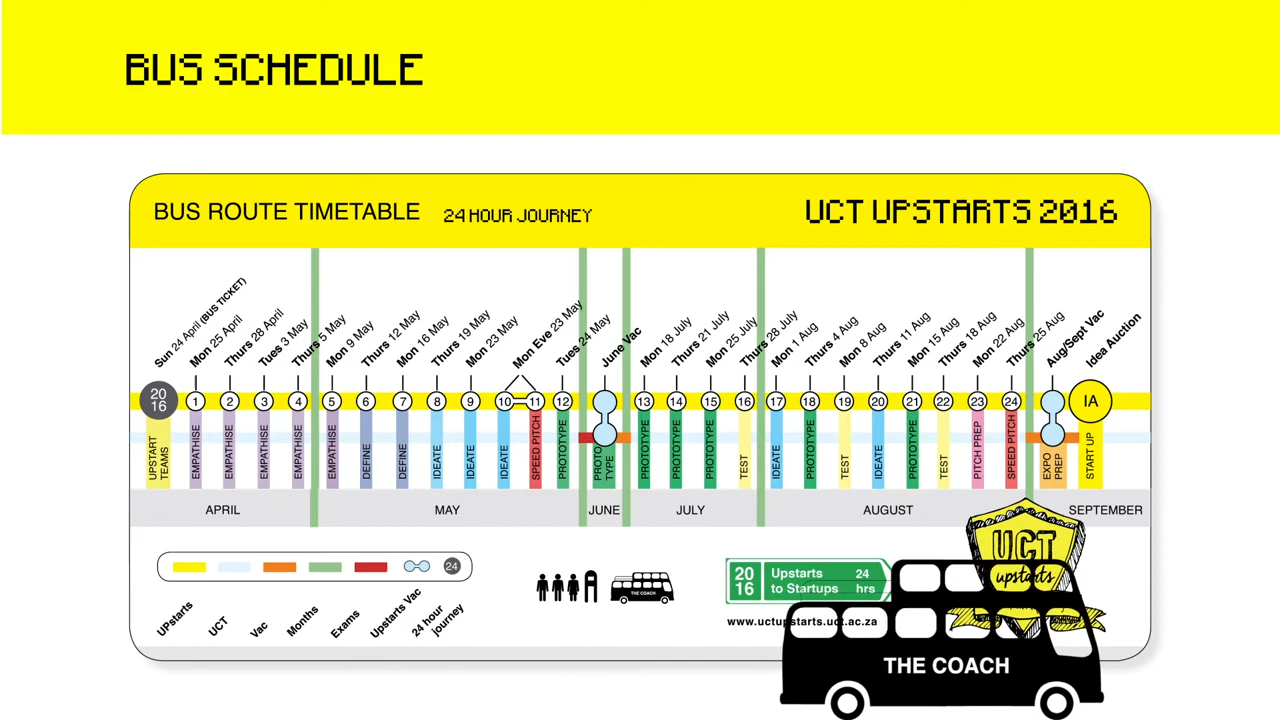 BUS SCHEDULE
BUS ROUTE TIMETABLE
24 HOUR JOURNEY
UCT UPSTARTS 2016
Sun 24 April (BUS TICKET)
Mon 25 April
Thurs 28 April
Tues 3 May
Thurs 5 May
Mon 9 May
Thurs 12 May
Mon 16 May
Thurs 19 May
Mon 23 May
Mon Eve 23 May
Tues 24 May
June Vac
Mon 18 July
Thurs 21 July
Mon 25 July
Thurs 28 July
Mon 1 Aug
Thurs 4 Aug
Mon 8 Aug
Thurs 11 Aug
Mon 15 Aug
Thurs 18 Aug
Mon 22 Aug
Thurs 25 Aug
Aug/Sept Vac
Idea Auction
20
16
1
2
3
4
5
6
7
8
9
10
11
12
13
14
15
16
17
18
19
20
21
22
23
24
IA
UPSTART
TEAMS
EMPATHISE
EMPATHISE
EMPATHISE
EMPATHISE
EMPATHISE
DEFINE
DEFINE
IDEATE
IDEATE
IDEATE
SPEED PITCH
PROTOTYPE
PROTO
TYPE
PROTOTYPE
PROTOTYPE
PROTOTYPE
TEST
IDEATE
PROTOTYPE
TEST
IDEATE
PROTOTYPE
TEST
PITCH PREP
SPEED PITCH
EXPO
PREP
START UP
APRIL
MAY
JUNE
JULY
AUGUST
SEPTEMBER
24
UPstarts
UCT
Vac
Months
Exams
Upstarts Vac
24 hour
journey
THE COACH
20
16
Upstarts 24
to Startups hrs
www.uctupstarts.uct.ac.za
UCT
upstarts
THE COACH